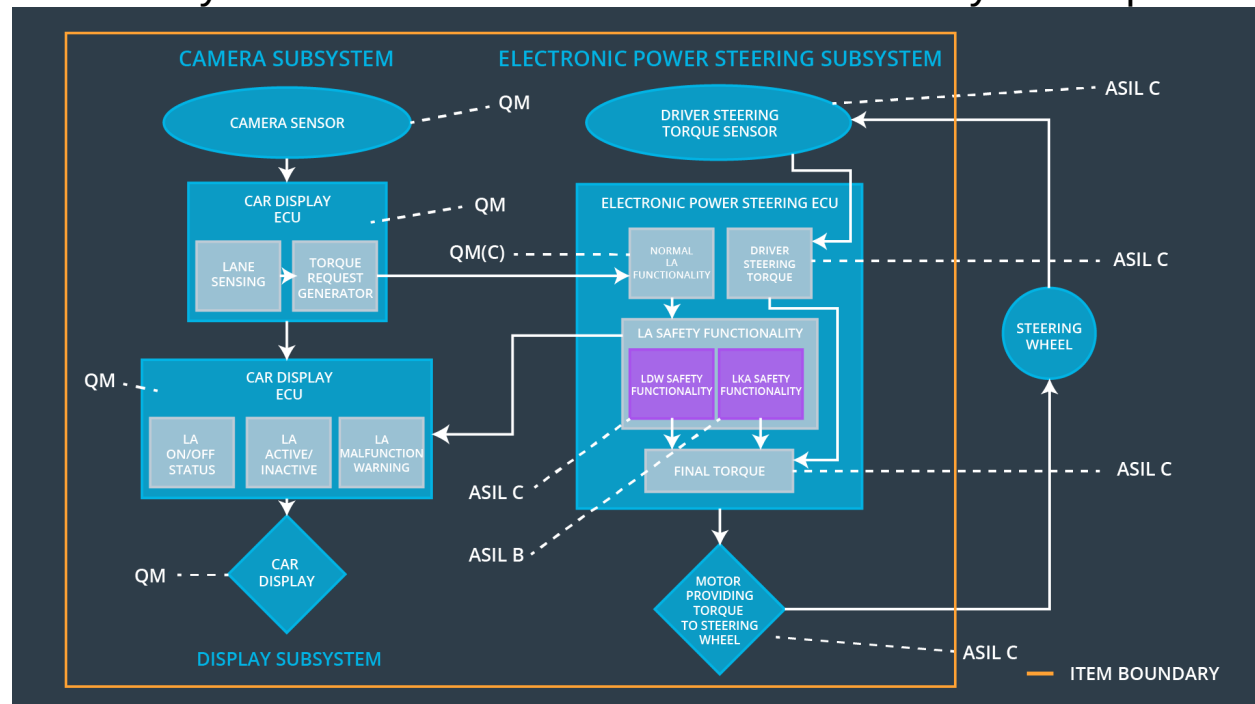 CAMERA SUBSYSTEM
ELECTRONIC POWER STEERING SUBSYSTEM
CAMERA SENSOR
QM
DRIVER STEERING
TORQUE SENSOR
ASIL C
CAR DISPLAY
ECU
QM
LANE
SENSING
TORQUE
REQUEST
GENERATOR
QM(C)
ELECTRONIC POWER STEERING ECU
NORMAL
LA
FUNCTIONALITY
DRIVER
STEERING
TORQUE
ASIL C
STEERING
WHEEL
LA SAFETY FUNCTIONALITY
LDW SAFETY
FUNCTIONALITY
LKA SAFETY
FUNCTIONALITY
QM
CAR DISPLAY
ECU
LA
ON/OFF
STATUS
LA
ACTIVE/
INACTIVE
LA
MALFUNCTION
WARNING
FINAL TORQUE
ASIL C
ASIL C
ASIL B
QM
CAR
DISPLAY
MOTOR
PROVIDING
TORQUE
TO STEERING
WHEEL
ASIL C
DISPLAY SUBSYSTEM
ITEM BOUNDARY